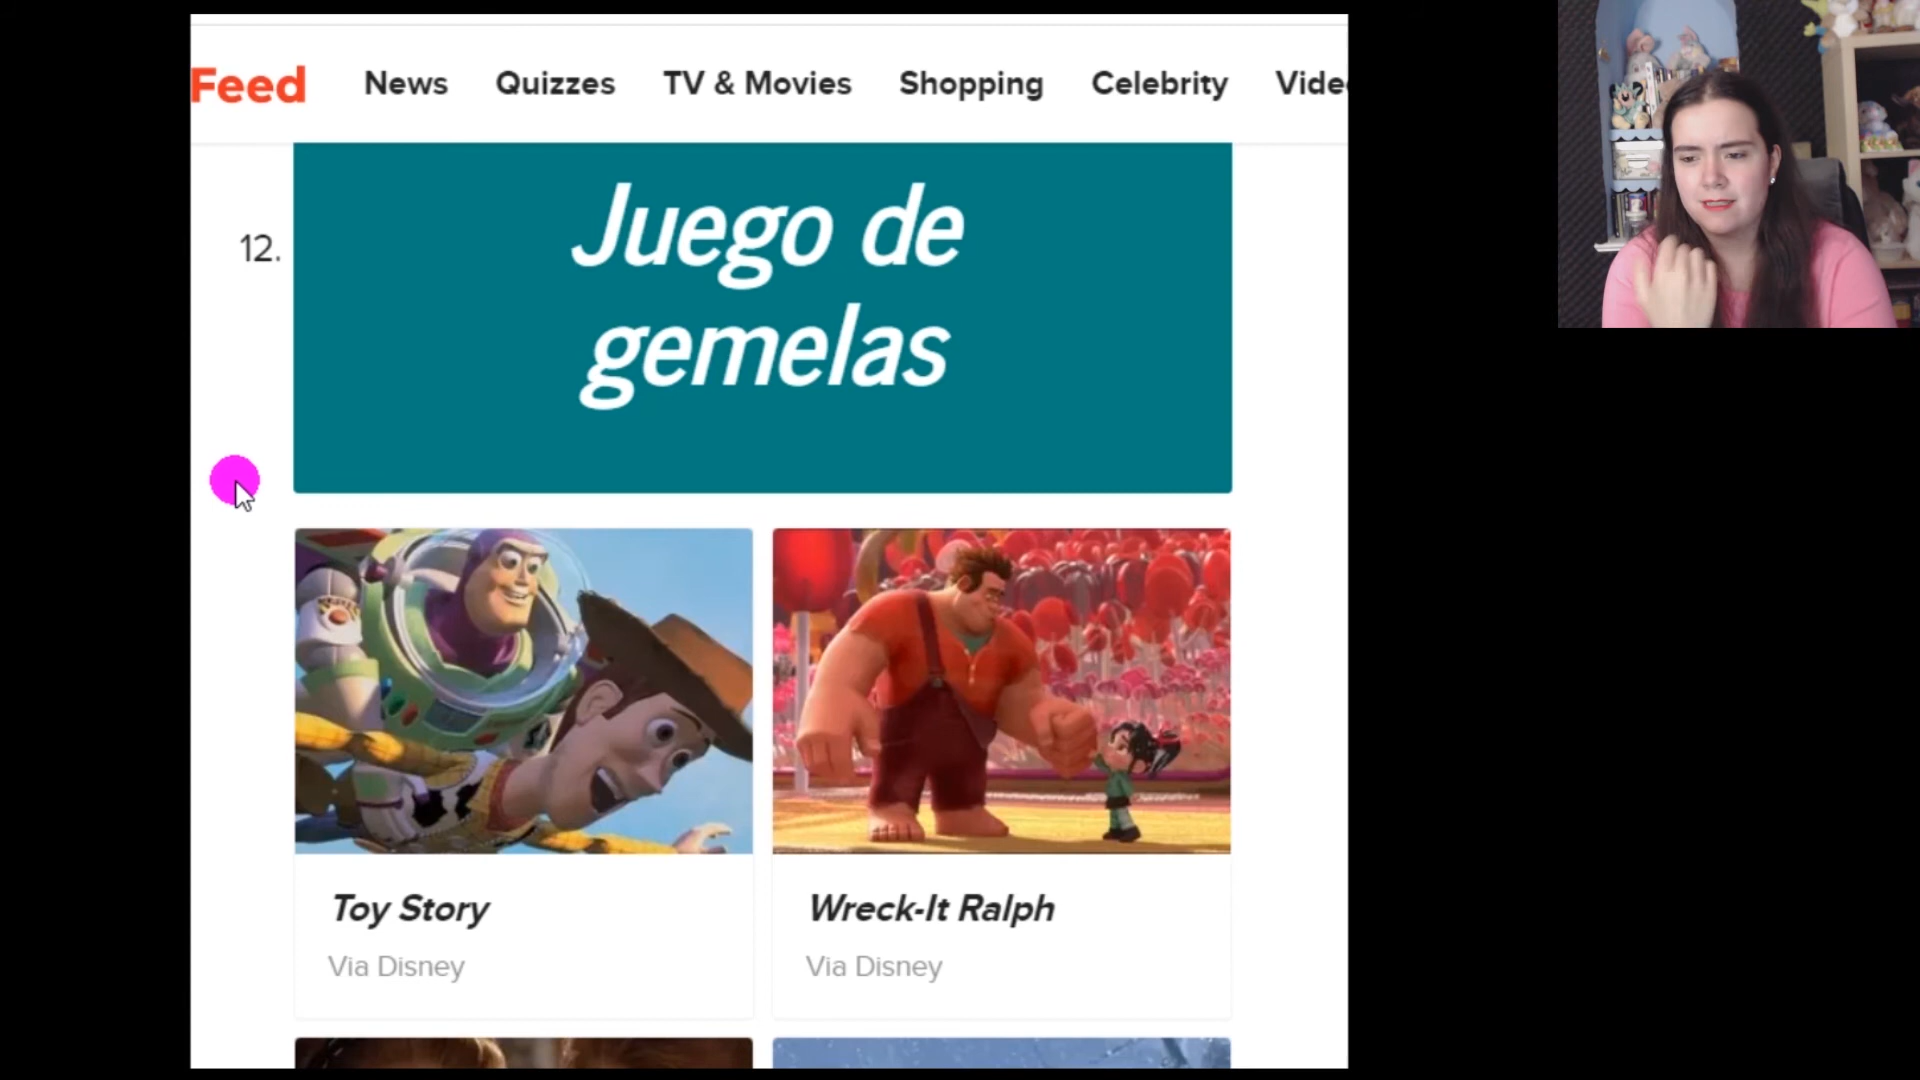 Feed News Quizzes TV & Movies Shopping Celebrity
12.
Juego de
gemelas
Toy Story
Via Disney
Wreck-It Ralph
Via Disney